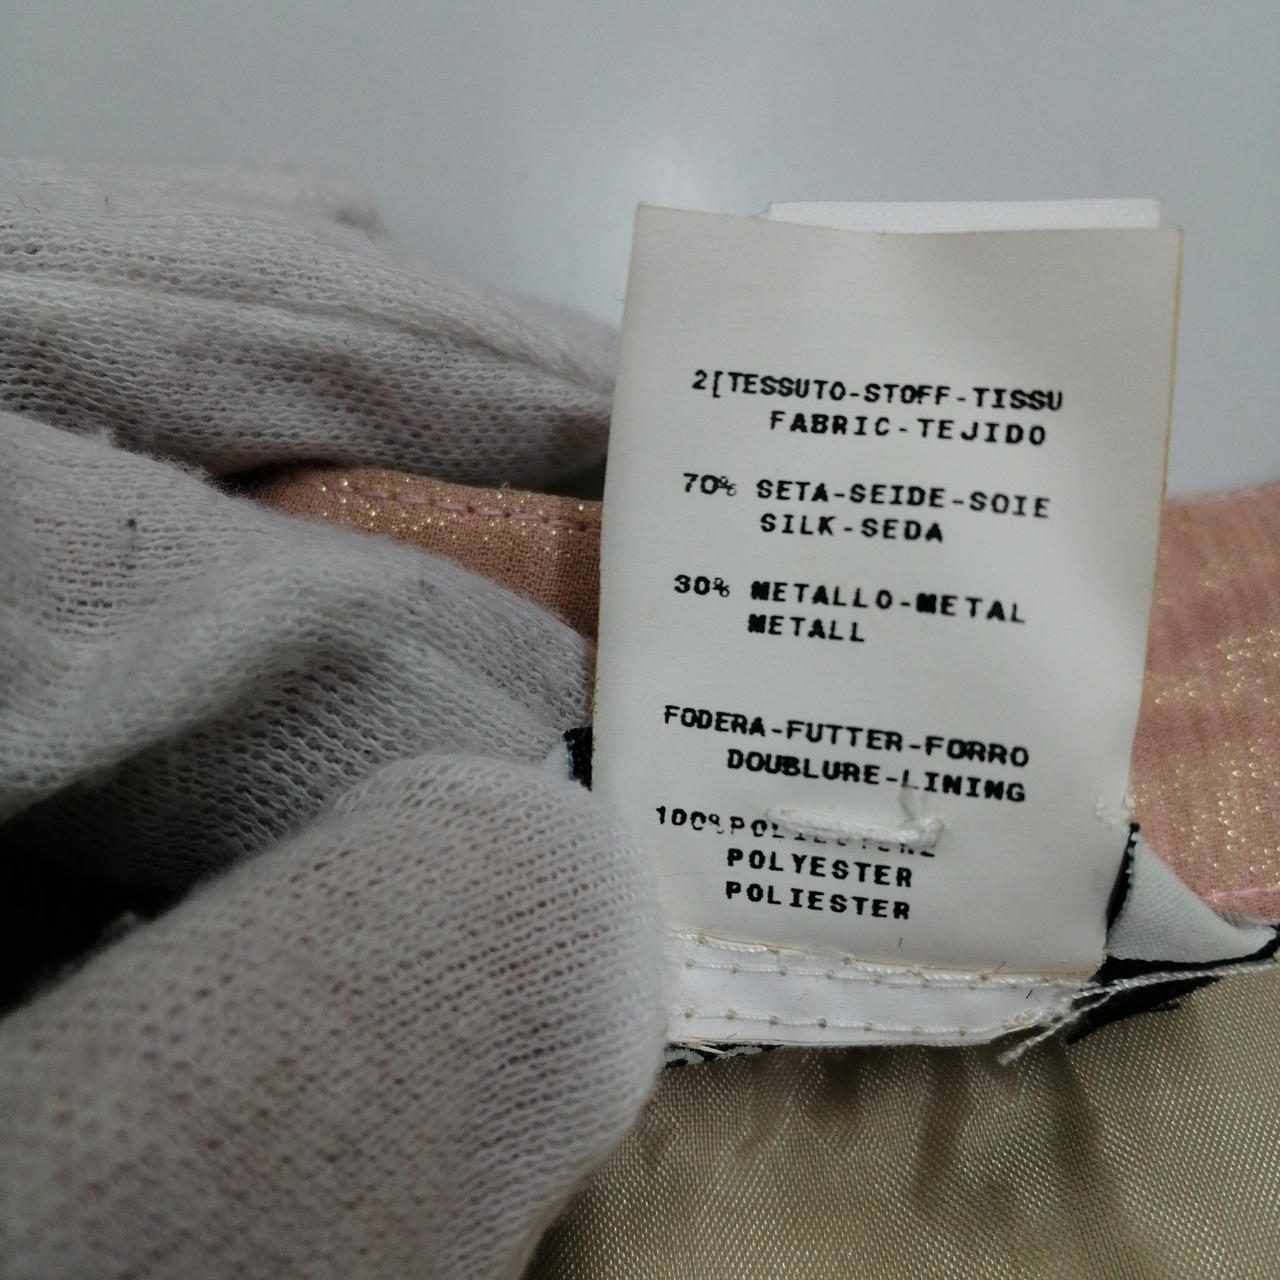 2[TESSUTO-STOFF-TISSU
FABRIC-TEJIDO
70% SETA-SEIDE-SOIE
SILK-SEDA
30% METALLO-METAL
METALL
FODERA-FUTTER-FORRO
DOUBLURE-LINING
100%
POLYESTER
POLIESTER